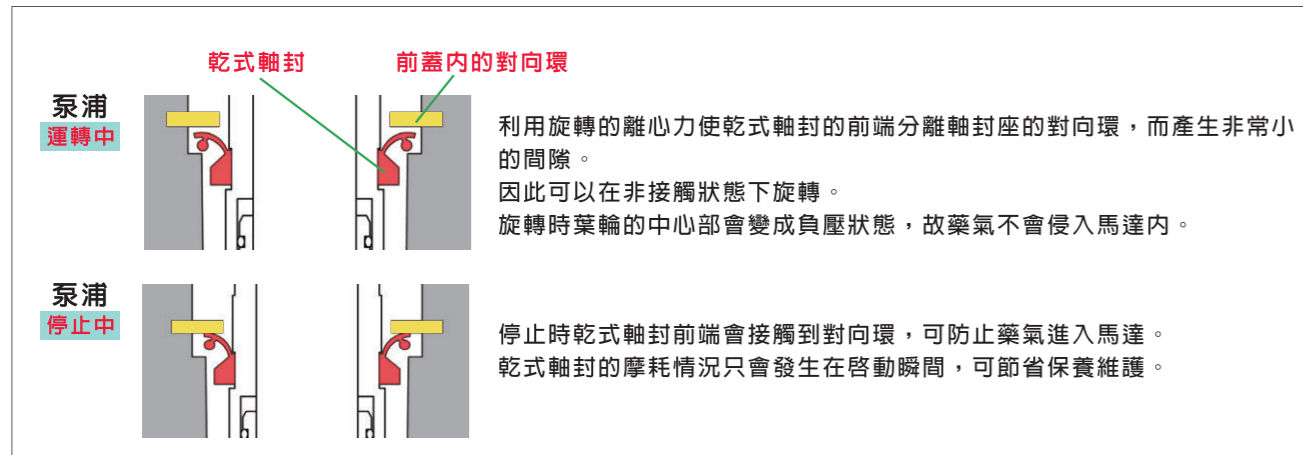 乾式軸封
前蓋内的對向環
泵浦
運轉中
利用旋轉的離心力使乾式軸封的前端分離軸封座的對向環，而產生非常小
的間隙。
因此可以在非接觸狀態下旋轉。
旋轉時葉輪的中心部會變成負壓狀態，故藥氣不會侵入馬達内。
泵浦
停止中
停止時乾式軸封前端會接觸到對向環，可防止藥氣進入馬達。
乾式軸封的摩耗情況只會發生在啓動瞬間，可節省保養維護。